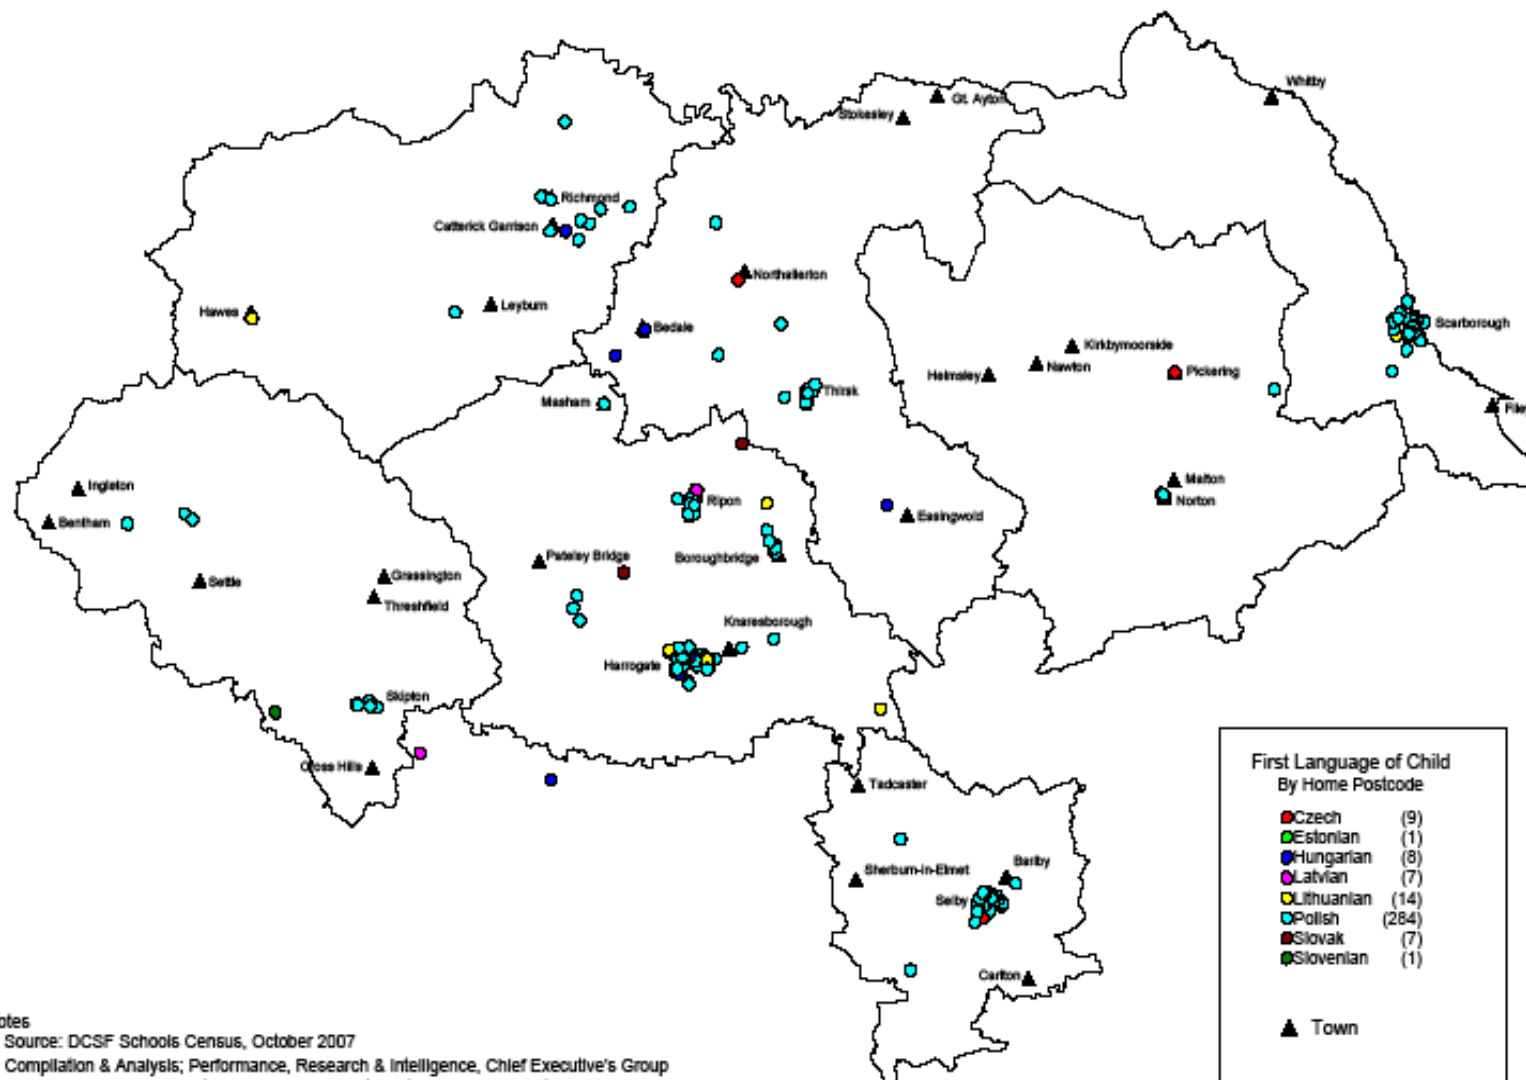 Whitby
Gt. Ayton
Stokesley
Richmond
Catterick Garrison
Northallerton
Hawes
Leyburn
Bedale
Scarborough
Kirkbymoorside
Nawton
Helmsley
Pickering
Masham
Thirsk
Filey
Ingleton
Malton
Norton
Ripon
Bentham
Easingwold
Pateley Bridge
Boroughbridge
Settle
Grassington
Threshfield
Knaresborough
Harrogate
Skipton
Cross Hills
Tadcaster
Sherburn-in-Elmet
Barlby
Selby
Carlton
First Language of Child
By Home Postcode
Czech (9)
Estonian (1)
Hungarian (8)
Latvian (7)
Lithuanian (14)
Polish (284)
Slovak (7)
Slovenian (1)
Town
otes
Source: DCSF Schools Census, October 2007
Compilation & Analysis; Performance, Research & Intelligence, Chief Executive's Group